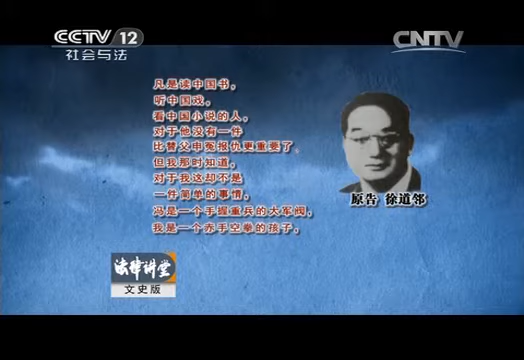 CCTV 12
社会与法
CNTV
凡是读中国书，
听中国戏，
看中国小说的人，
对于他没有一件
比替父申冤报仇更重要了，
但我那时知道，
对于我这却不是
一件简单的事情，
冯是一个手握重兵的大军阀，
我是一个赤手空拳的孩子，
原告 徐道邻
法律讲堂
文史版